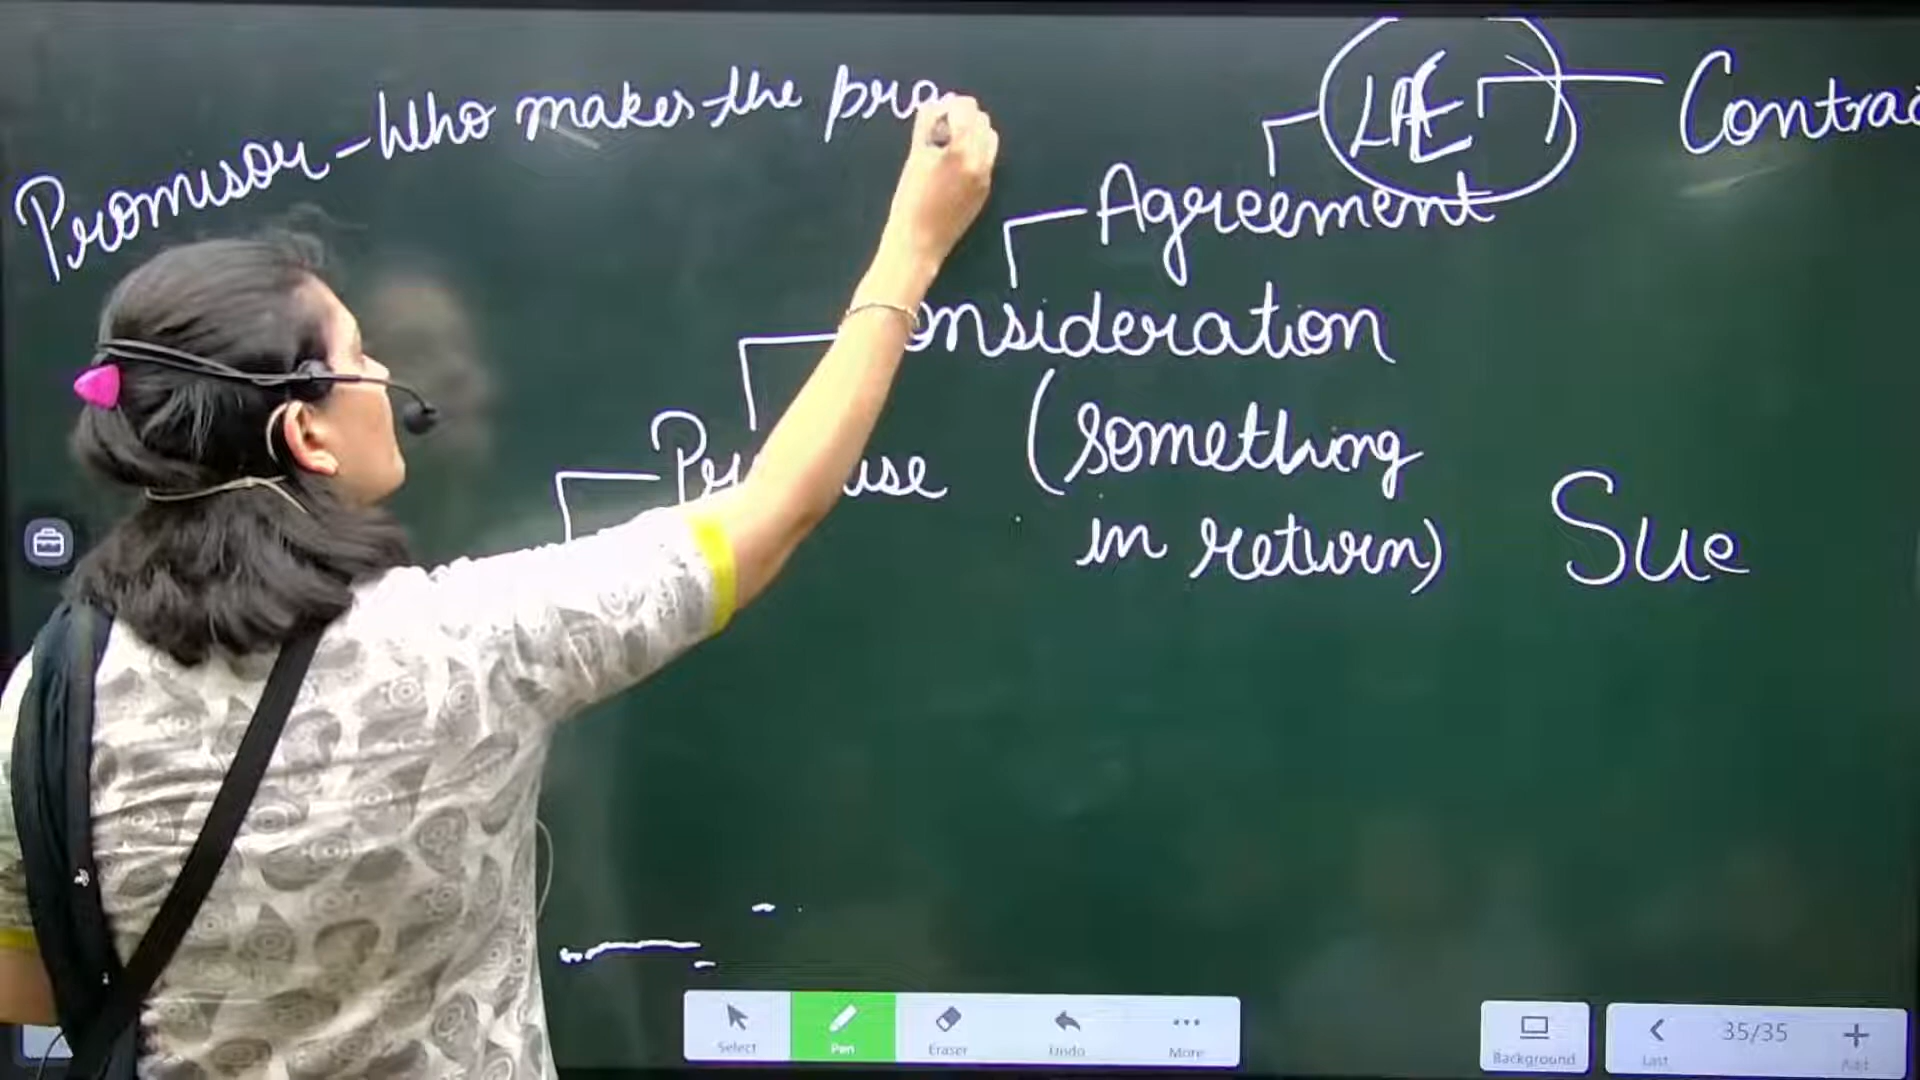 Promisor - Who makes the pro
LAE
Contrac
Agreement
onsideration
(something
in return)
Sue
Select
Pen
Eraser
Undo
More
Background
Last
35/35
Add